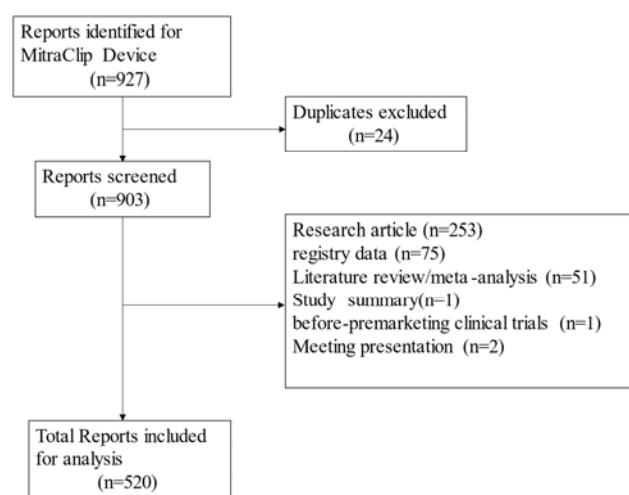 Reports identified for
MitraClip Device
(n=927)
Duplicates excluded
(n=24)
Reports screened
(n=903)
Research article (n=253)
registry data (n=75)
Literature review/meta-analysis (n=51)
Study summary(n=1)
before-premarketing clinical trials (n=1)
Meeting presentation (n=2)
Total Reports included
for analysis
(n=520)